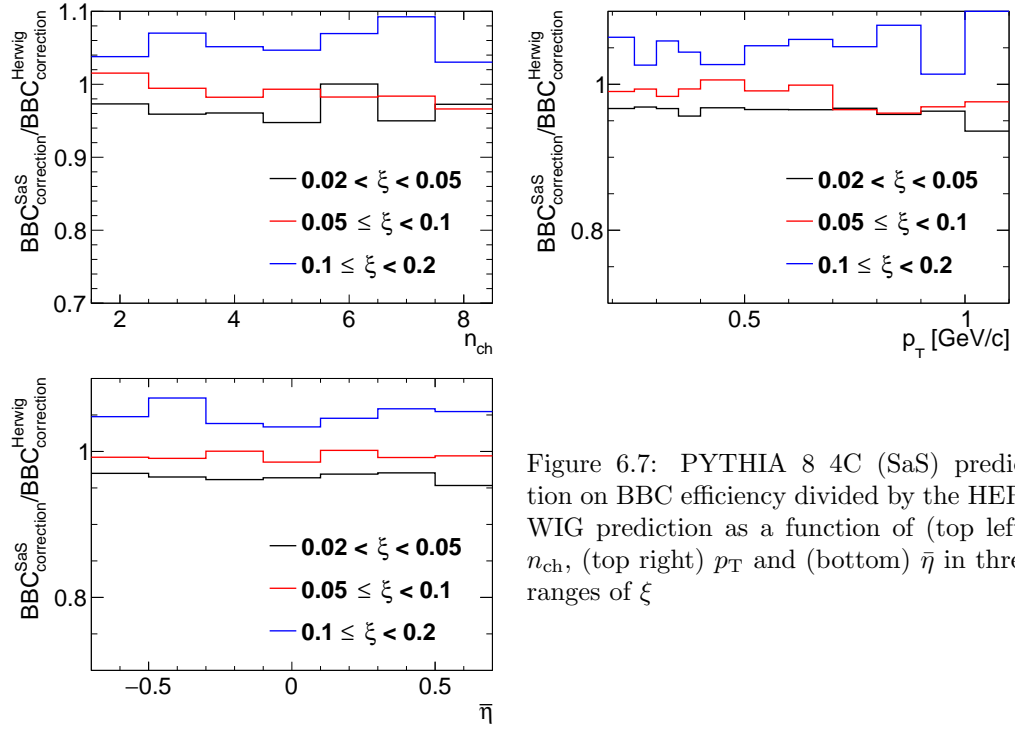 BBC^SaS_correction/BBC^Herwig_correction
1.1
1
0.9
0.8
0.7
0.02 < ξ < 0.05
0.05 ≤ ξ < 0.1
0.1 ≤ ξ < 0.2
2 4 6 8
n_ch
BBC^SaS_correction/BBC^Herwig_correction
1
0.8
0.02 < ξ < 0.05
0.05 ≤ ξ < 0.1
0.1 ≤ ξ < 0.2
0.5 1
p_T [GeV/c]
BBC^SaS_correction/BBC^Herwig_correction
1
0.8
0.02 < ξ < 0.05
0.05 ≤ ξ < 0.1
0.1 ≤ ξ < 0.2
−0.5 0 0.5
η̄
Figure 6.7: PYTHIA 8 4C (SaS) predic
tion on BBC efficiency divided by the HER
WIG prediction as a function of (top left
n_ch, (top right) p_T and (bottom) η̄ in thre
ranges of ξ